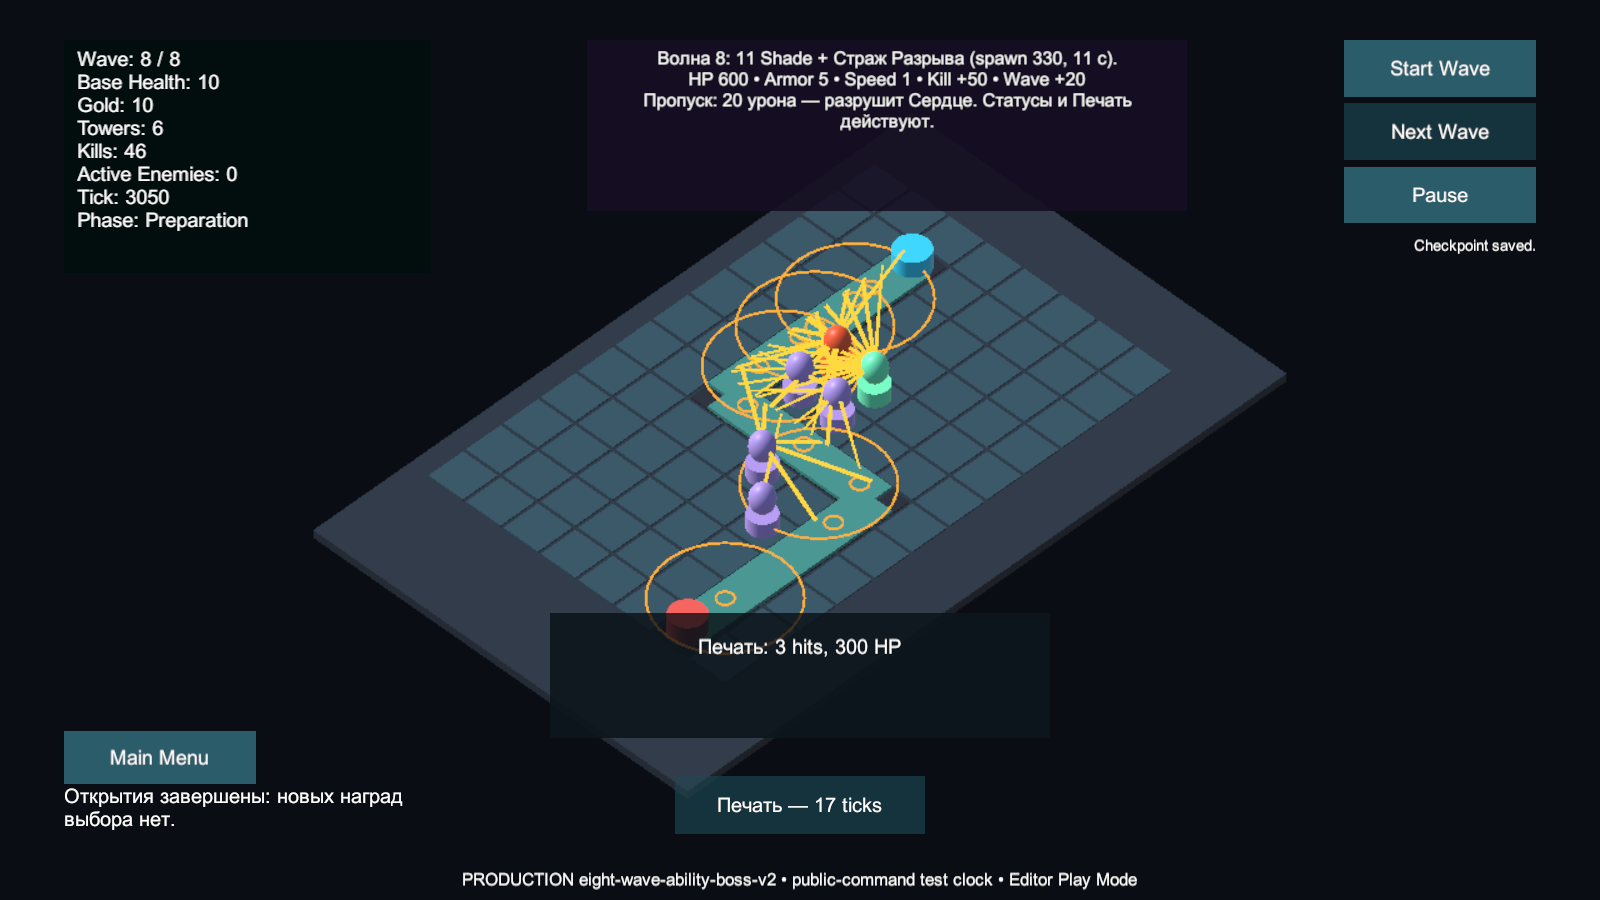 Wave: 8 / 8
Base Health: 10
Gold: 10
Towers: 6
Kills: 46
Active Enemies: 0
Tick: 3050
Phase: Preparation
Волна 8: 11 Shade + Страж Разрыва (spawn 330, 11 с).
HP 600 • Armor 5 • Speed 1 • Kill +50 • Wave +20
Пропуск: 20 урона — разрушит Сердце. Статусы и Печать
действуют.
Start Wave
Next Wave
Pause
Checkpoint saved.
Печать: 3 hits, 300 HP
Main Menu
Открытия завершены: новых наград
выбора нет.
Печать — 17 ticks
PRODUCTION eight-wave-ability-boss-v2 • public-command test clock • Editor Play Mode